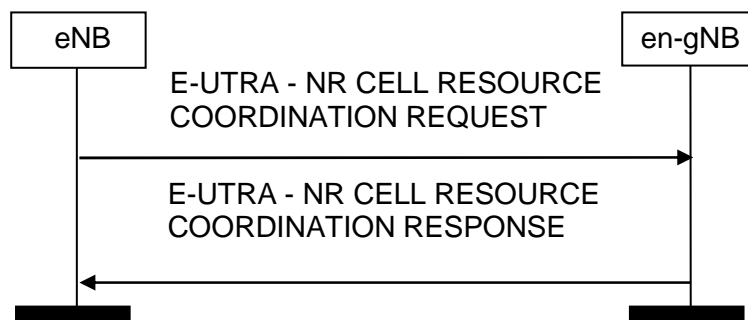 eNB
en-gNB
E-UTRA - NR CELL RESOURCE
COORDINATION REQUEST
E-UTRA - NR CELL RESOURCE
COORDINATION RESPONSE